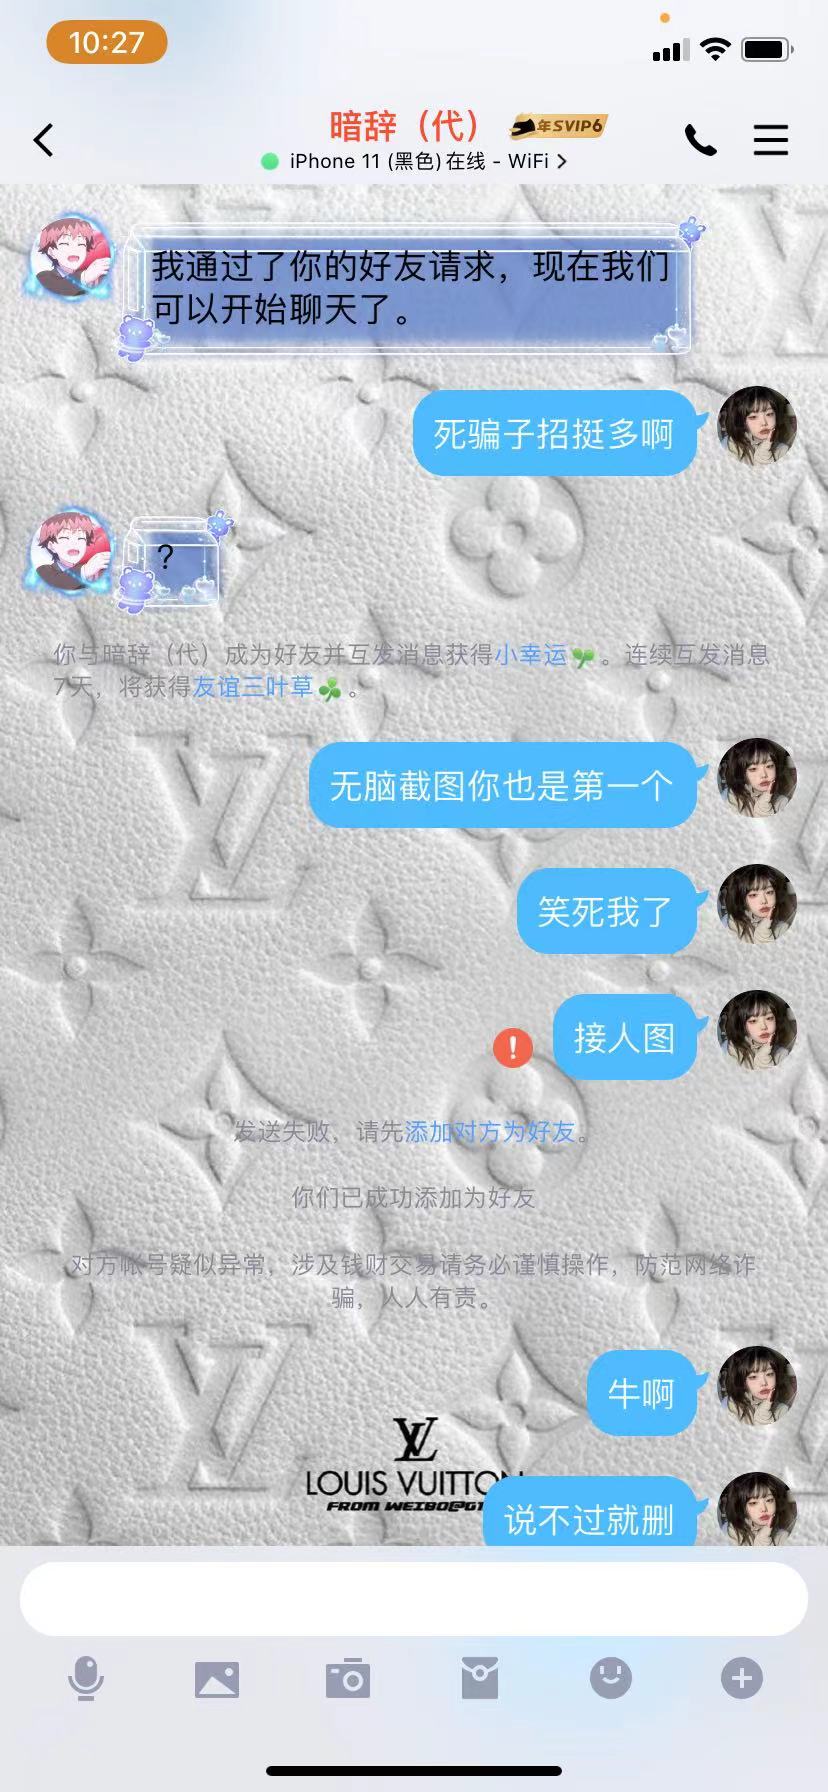 10:27
暗辞（代）
年SVIP6
iPhone 11 (黑色)在线 - WiFi
我通过了你的好友请求，现在我们
可以开始聊天了。
死骗子招挺多啊
?
你与暗辞（代）成为好友并互发消息获得小幸运。连续互发消息
7天，将获得友谊三叶草。
无脑截图你也是第一个
笑死我了
接人图
发送失败，请先添加对方为好友。
你们已成功添加为好友
对方帐号疑似异常，涉及钱财交易请务必谨慎操作，防范网络诈
骗，人人有责。
牛啊
LOUIS VUITTON
FROM WEIBO@GT
说不过就删